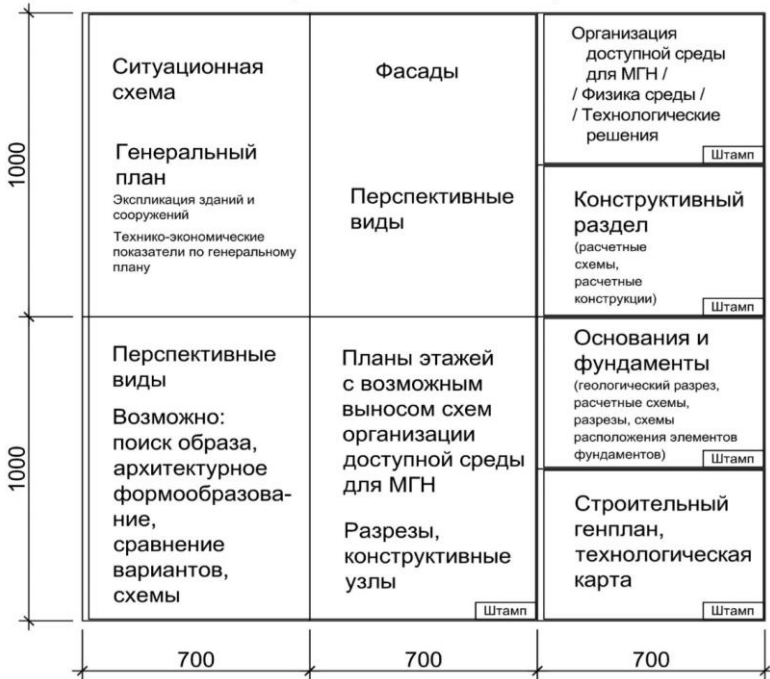 1000
Ситуационная
схема
Генеральный
план
Экспликация зданий и
сооружений
Технико-экономические
показатели по генеральному
плану
Фасады
Перспективные
виды
Организация
доступной среды
для МГН /
/ Физика среды /
/ Технологические
решения
Штамп
Конструктивный
раздел
(расчетные
схемы,
расчетные
конструкции)
Штамп
1000
Перспективные
виды
Возможно:
поиск образа,
архитектурное
формообразова-
ние,
сравнение
вариантов,
схемы
Планы этажей
с возможным
выносом схем
организации
доступной среды
для МГН
Разрезы,
конструктивные
узлы
Штамп
Основания и
фундаменты
(геологический разрез,
расчетные схемы,
разрезы, схемы
расположения элементов
фундаментов)
Штамп
Строительный
генплан,
технологическая
карта
Штамп
700
700
700